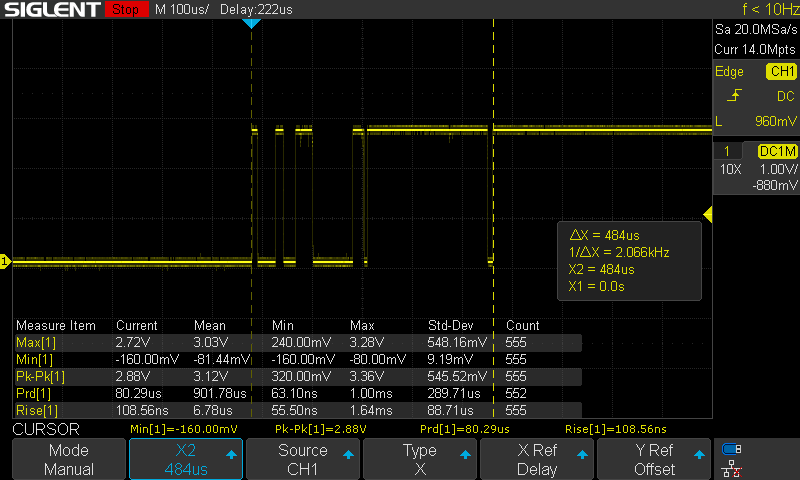 SIGLENT Stop M 100us/ Delay:222us f < 10Hz
Sa 20.0MSa/s
Curr 14.0Mpts
Edge CH1
DC
L 960mV
1 DC1M
10X 1.00V/
-880mV
1
△X = 484us
1/△X = 2.066kHz
X2 = 484us
X1 = 0.0s
Measure Item Current Mean Min Max Std-Dev Count
Max[1] 2.72V 3.03V 240.00mV 3.28V 548.16mV 555
Min[1] -160.00mV -81.44mV -160.00mV -80.00mV 9.19mV 555
Pk-Pk[1] 2.88V 3.12V 320.00mV 3.36V 545.52mV 555
Prd[1] 80.29us 901.78us 63.10ns 1.00ms 289.71us 552
Rise[1] 108.56ns 6.78us 55.50ns 1.64ms 88.71us 555
CURSOR Min[1]=-160.00mV Pk-Pk[1]=2.88V Prd[1]=80.29us Rise[1]=108.56ns
Mode X2 Source Type X Ref Y Ref
Manual 484us CH1 X Delay Offset